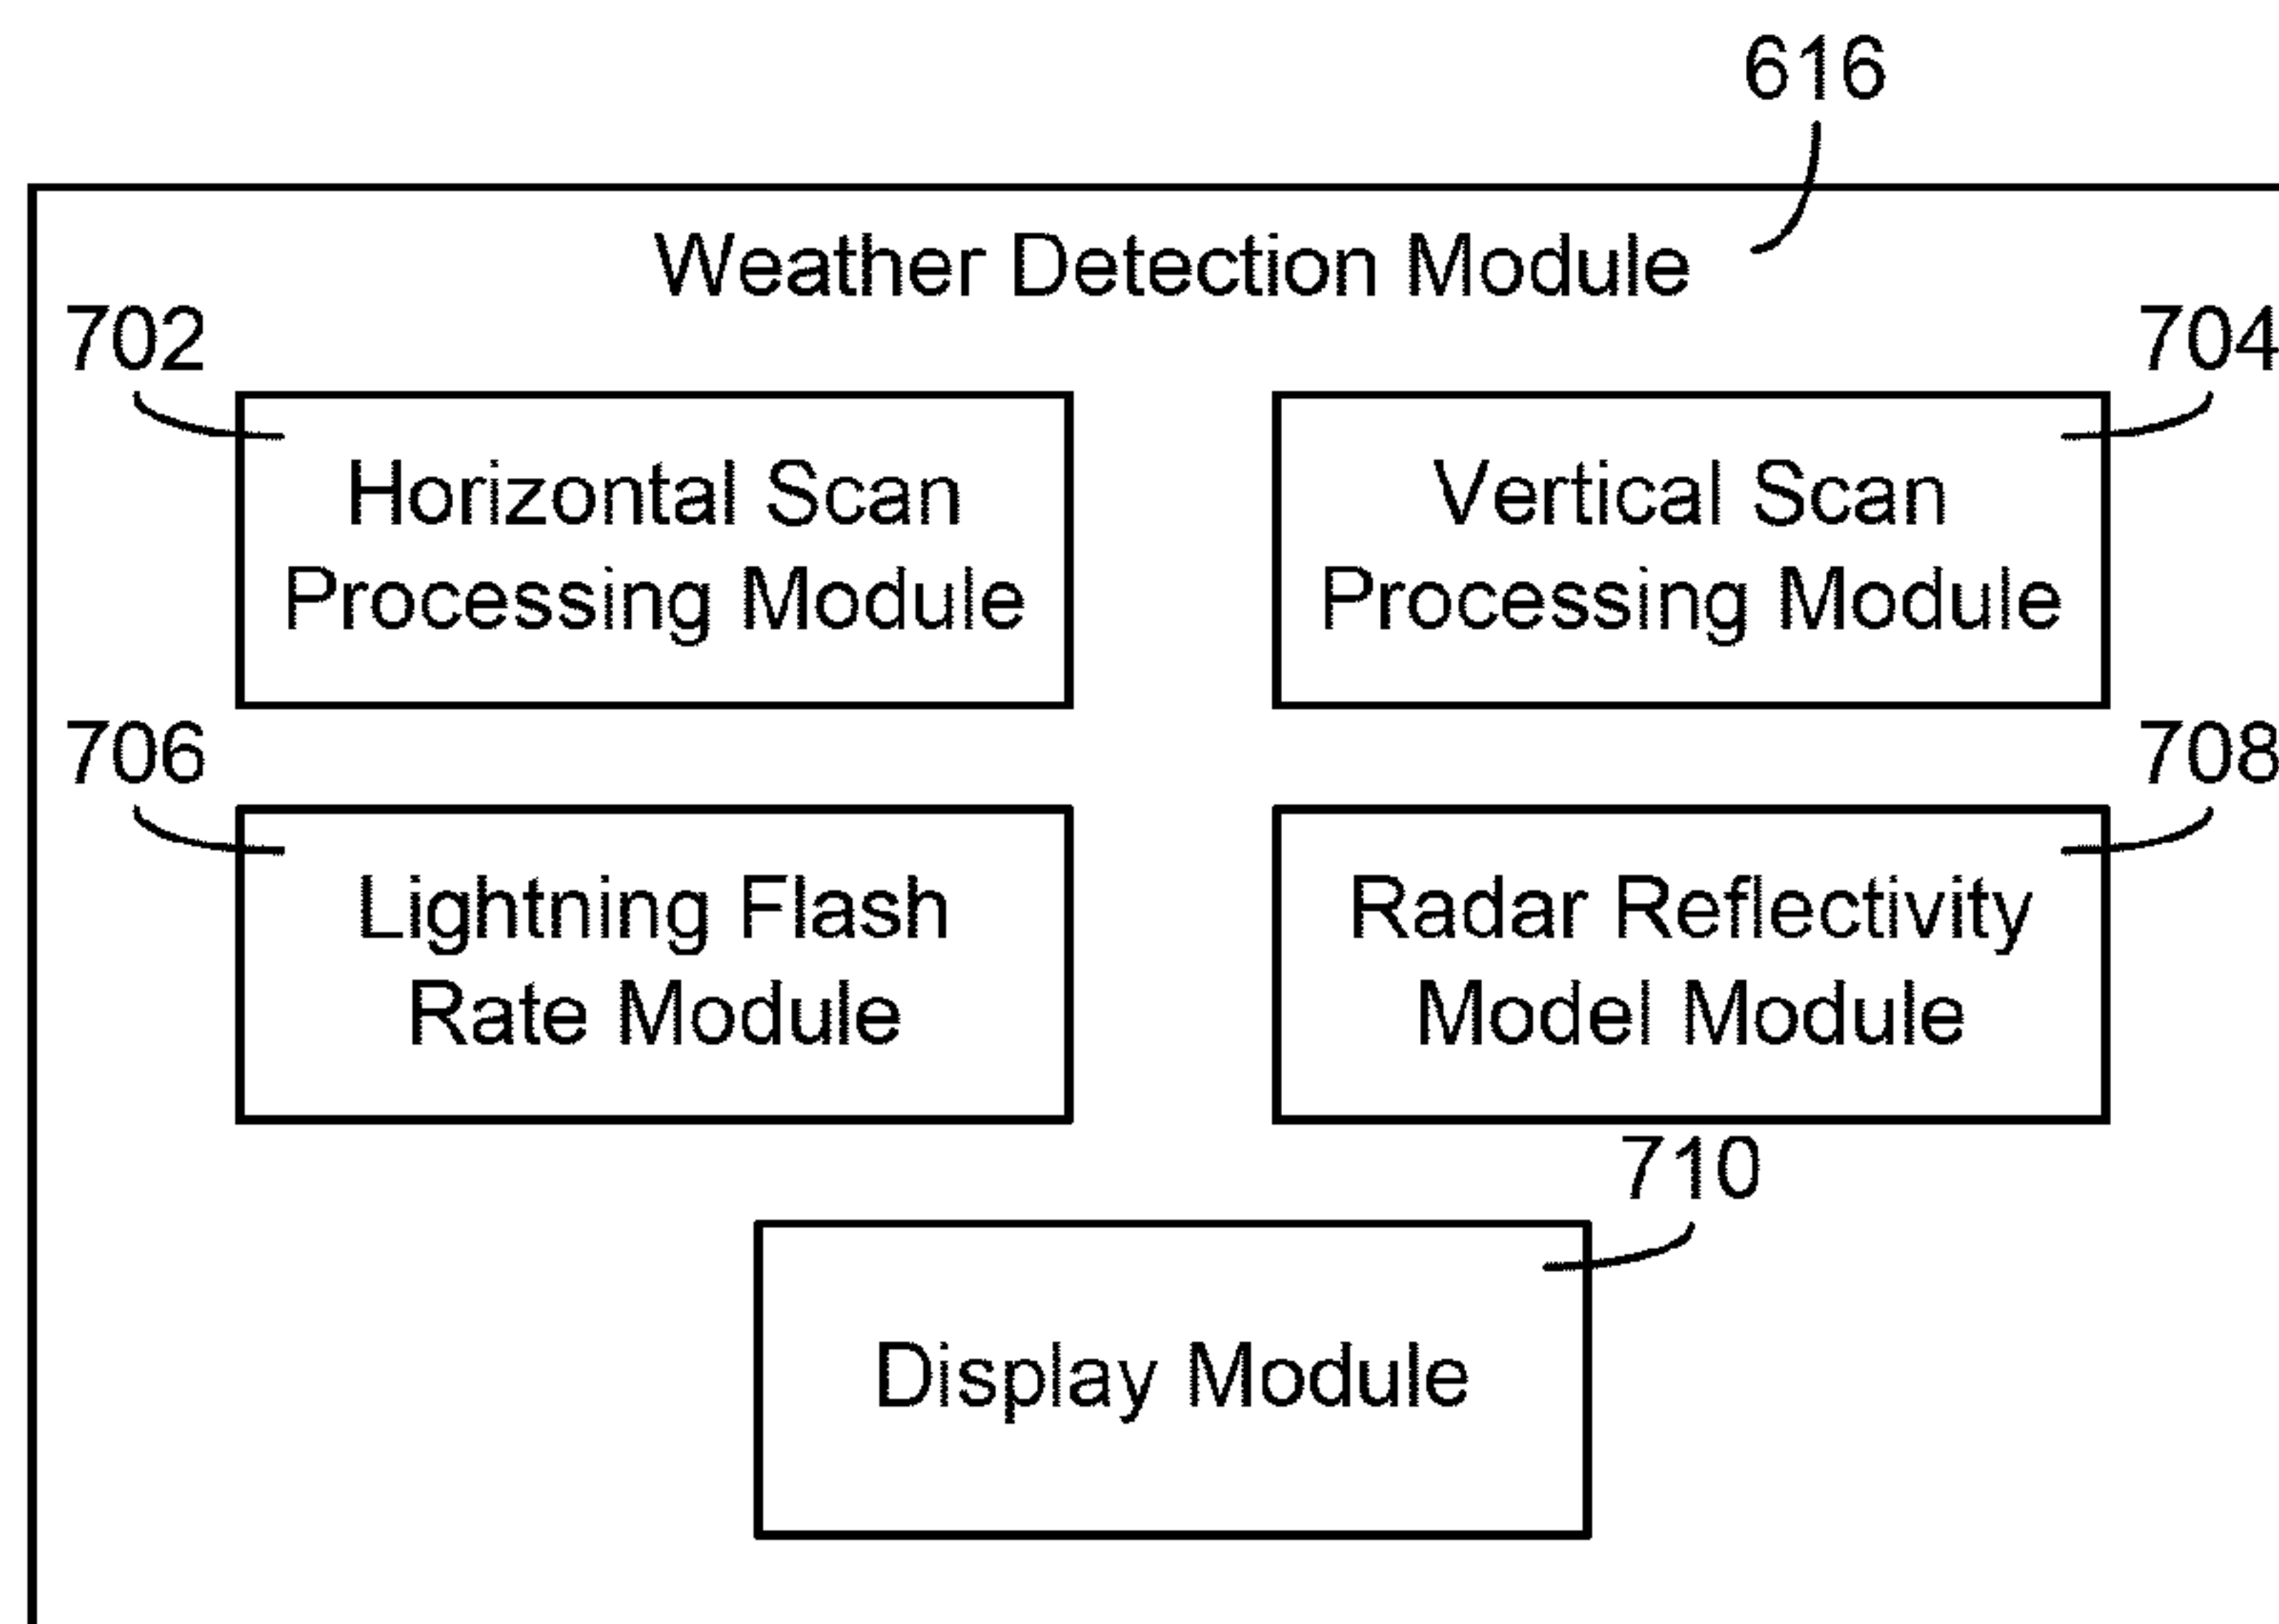 616
Weather Detection Module
702
704
Horizontal Scan
Processing Module
Vertical Scan
Processing Module
706
708
Lightning Flash
Rate Module
Radar Reflectivity
Model Module
710
Display Module